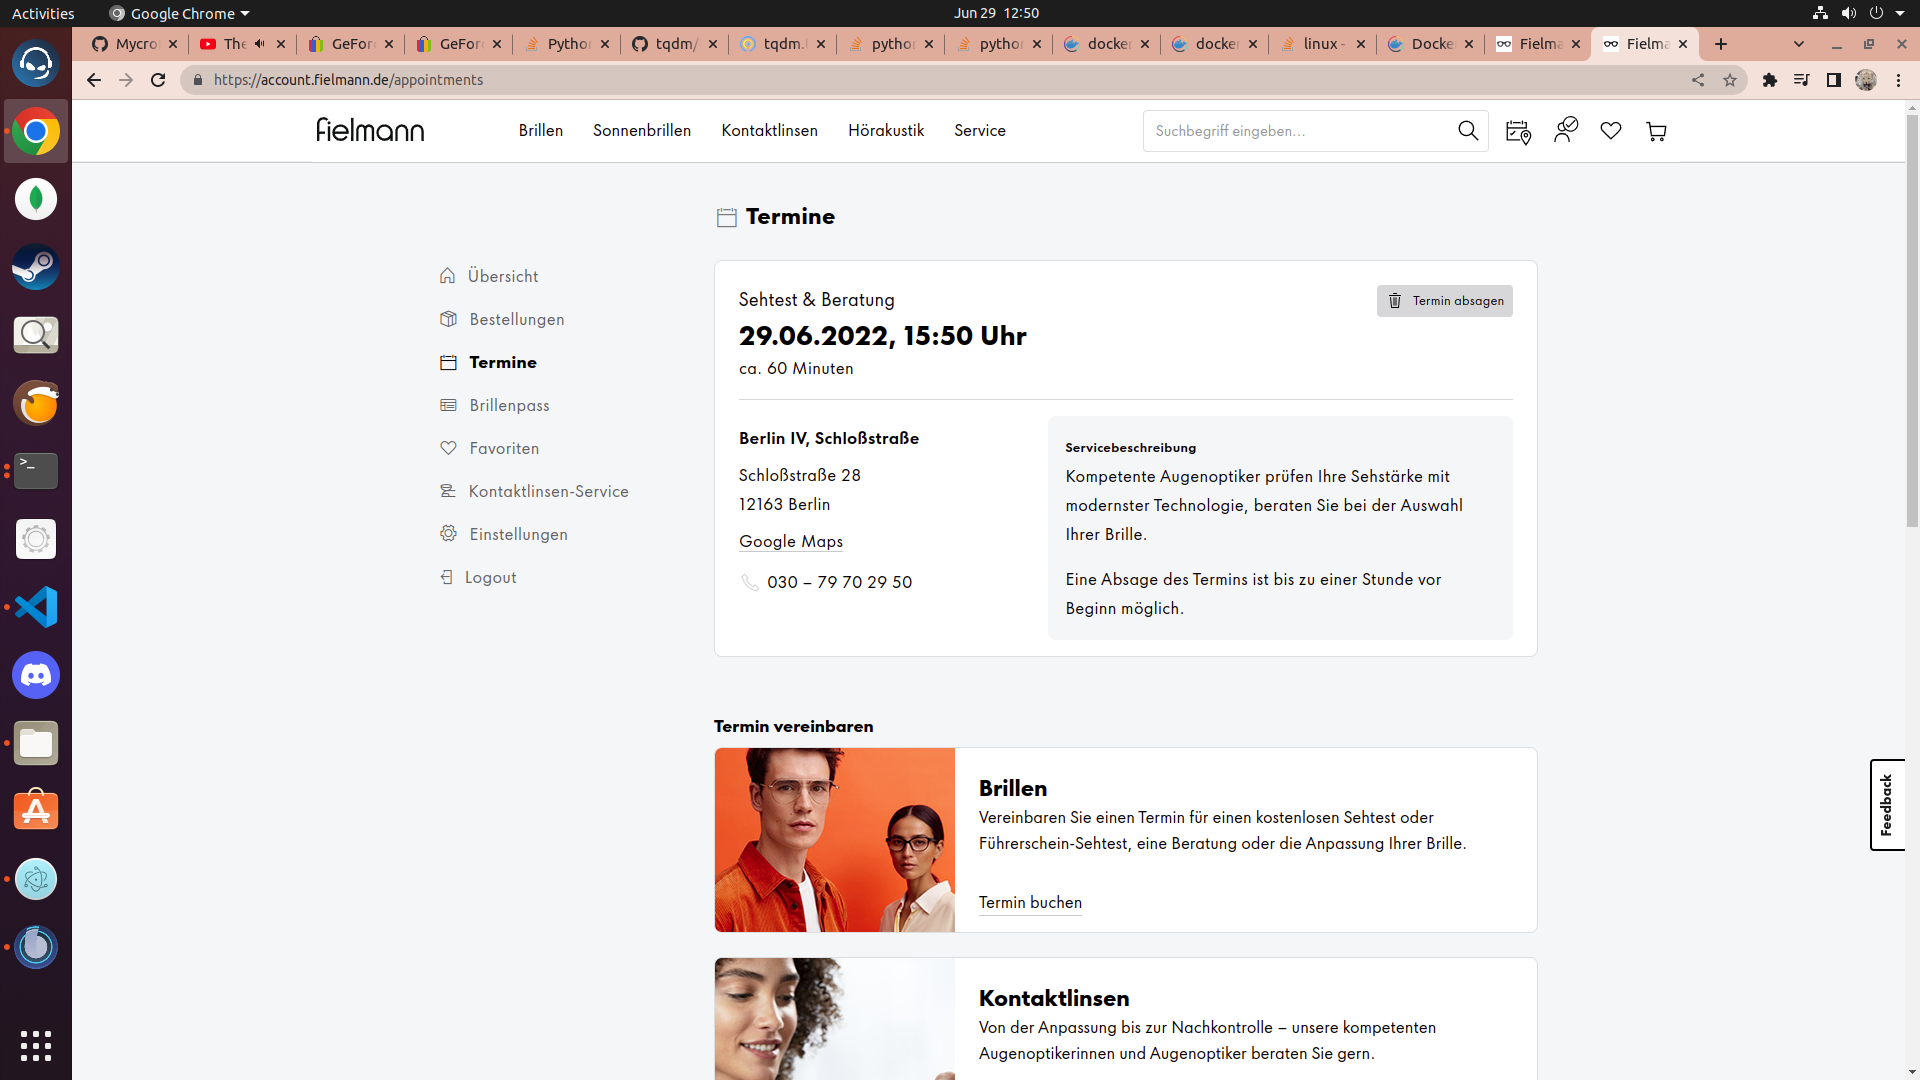 Activities
Google Chrome
Jun 29 12:50
Mycro
The
GeFor
GeFor
Python
tqdm/
tqdm.
python
python
docker
docker
linux -
Docke
Fielma
Fielma
https://account.fielmann.de/appointments
fielmann
Brillen
Sonnenbrillen
Kontaktlinsen
Hörakustik
Service
Suchbegriff eingeben...
Termine
Übersicht
Bestellungen
Termine
Brillenpass
Favoriten
Kontaktlinsen-Service
Einstellungen
Logout
Sehtest & Beratung
Termin absagen
29.06.2022, 15:50 Uhr
ca. 60 Minuten
Berlin IV, Schloßstraße
Schloßstraße 28
12163 Berlin
Google Maps
030 – 79 70 29 50
Servicebeschreibung
Kompetente Augenoptiker prüfen Ihre Sehstärke mit
modernster Technologie, beraten Sie bei der Auswahl
Ihrer Brille.
Eine Absage des Termins ist bis zu einer Stunde vor
Beginn möglich.
Termin vereinbaren
Brillen
Vereinbaren Sie einen Termin für einen kostenlosen Sehtest oder
Führerschein-Sehtest, eine Beratung oder die Anpassung Ihrer Brille.
Termin buchen
Kontaktlinsen
Von der Anpassung bis zur Nachkontrolle – unsere kompetenten
Augenoptikerinnen und Augenoptiker beraten Sie gern.
Feedback